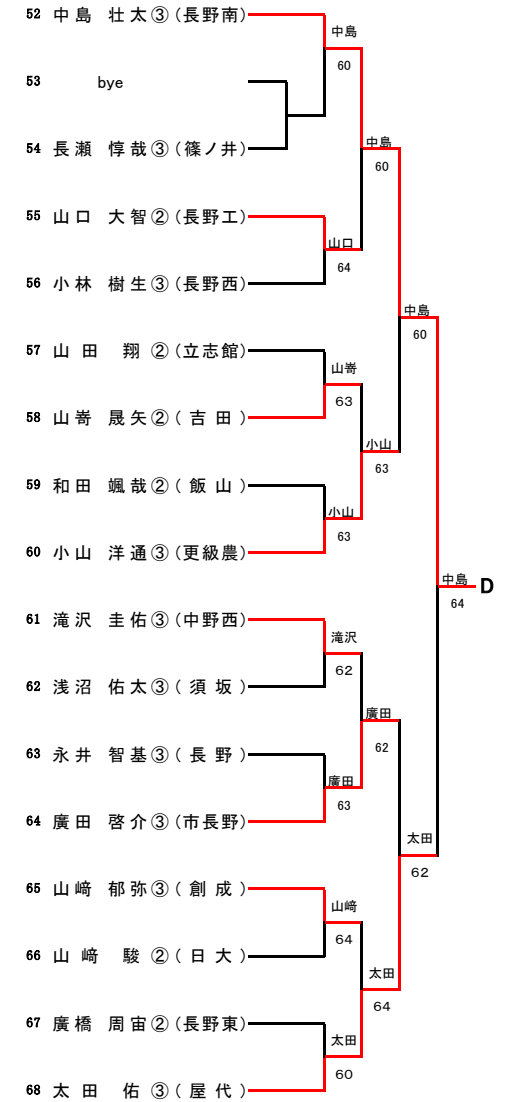 52 中島 壮太③(長野南)
中島
60
53 bye
54 長瀬 惇哉③(篠ノ井)
中島
60
55 山口 大智②(長野工)
山口
64
56 小林 樹生③(長野西)
中島
60
57 山田 翔②(立志館)
山嵜
63
58 山嵜 晟矢②(吉田)
小山
63
59 和田 颯哉②(飯山)
小山
63
60 小山 洋通③(更級農)
中島
D
64
61 滝沢 圭佑③(中野西)
滝沢
62
62 浅沼 佑太③(須坂)
廣田
62
63 永井 智基③(長野)
廣田
63
64 廣田 啓介③(市長野)
太田
62
65 山﨑 郁弥③(創成)
山﨑
64
66 山﨑 駿②(日大)
太田
64
67 廣橋 周宙②(長野東)
太田
60
68 太田 佑③(屋代)